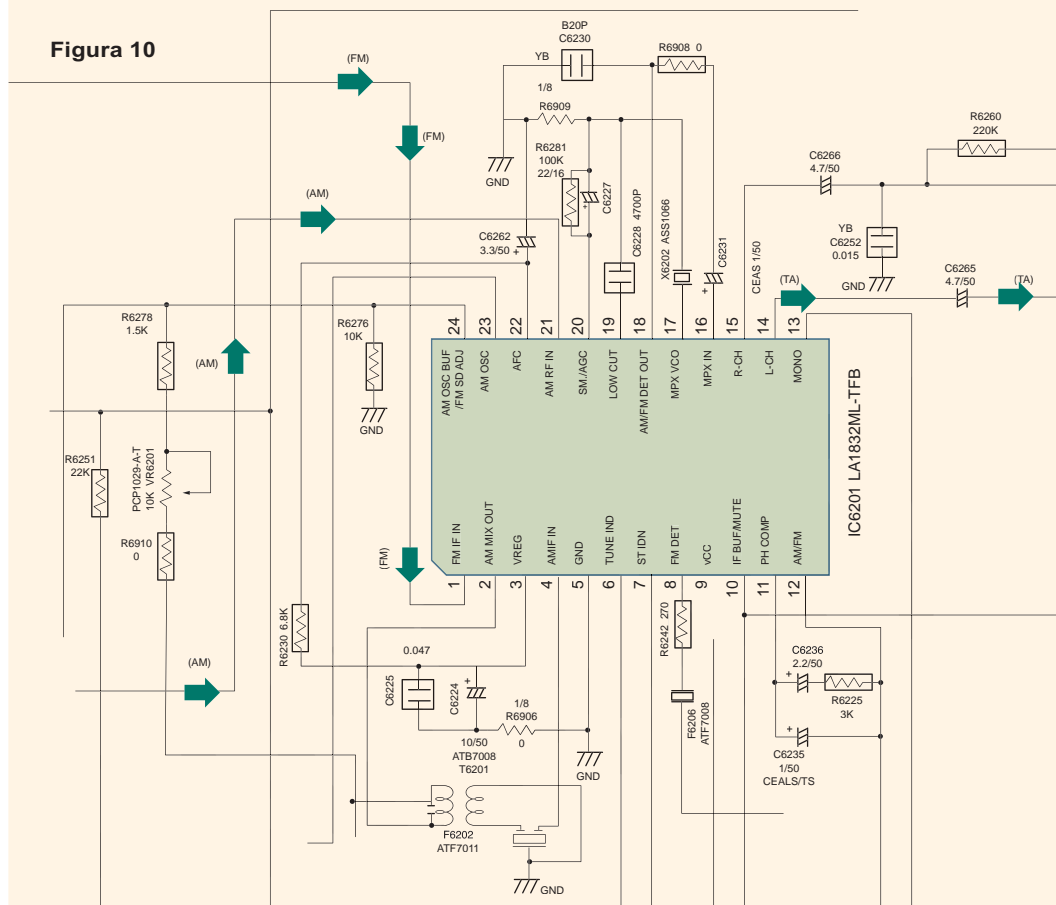 Figura 10
(FM)
(FM)
(AM)
(AM)
(AM)
(FM)
B20P
C6230
YB
R6908 0
1/8
R6909
GND
R6281
100K
22/16
C6227
C6228 4700P
X6202 ASS1066
C6231
CEAS 1/50
C6266
4.7/50
R6260
220K
YB
C6252
0.015
GND
C6265
4.7/50
(TA)
(TA)
C6262
3.3/50
+
+
+
R6278
1.5K
R6276
10K
GND
R6251
22K
PCP1029-A-T
10K VR6201
R6910
0
24
23
22
21
20
19
18
17
16
15
14
13
AM OSC BUF
/FM SD ADJ
AM OSC
AFC
AM RF IN
SM./AGC
LOW CUT
AM/FM DET OUT
MPX VCO
MPX IN
R-CH
L-CH
MONO
IC6201 LA1832ML-TFB
FM IF IN
AM MIX OUT
VREG
AMIF IN
GND
TUNE IND
ST IDN
FM DET
vCC
IF BUF/MUTE
PH COMP
AM/FM
1
2
3
4
5
6
7
8
9
10
11
12
R6230 6.8K
0.047
C6225
C6224
+
10/50
ATB7008
T6201
1/8
R6906
0
GND
R6242 270
F6206
ATF7008
C6236
2.2/50
+
R6225
3K
+
C6235
1/50
CEALS/TS
F6202
ATF7011
GND